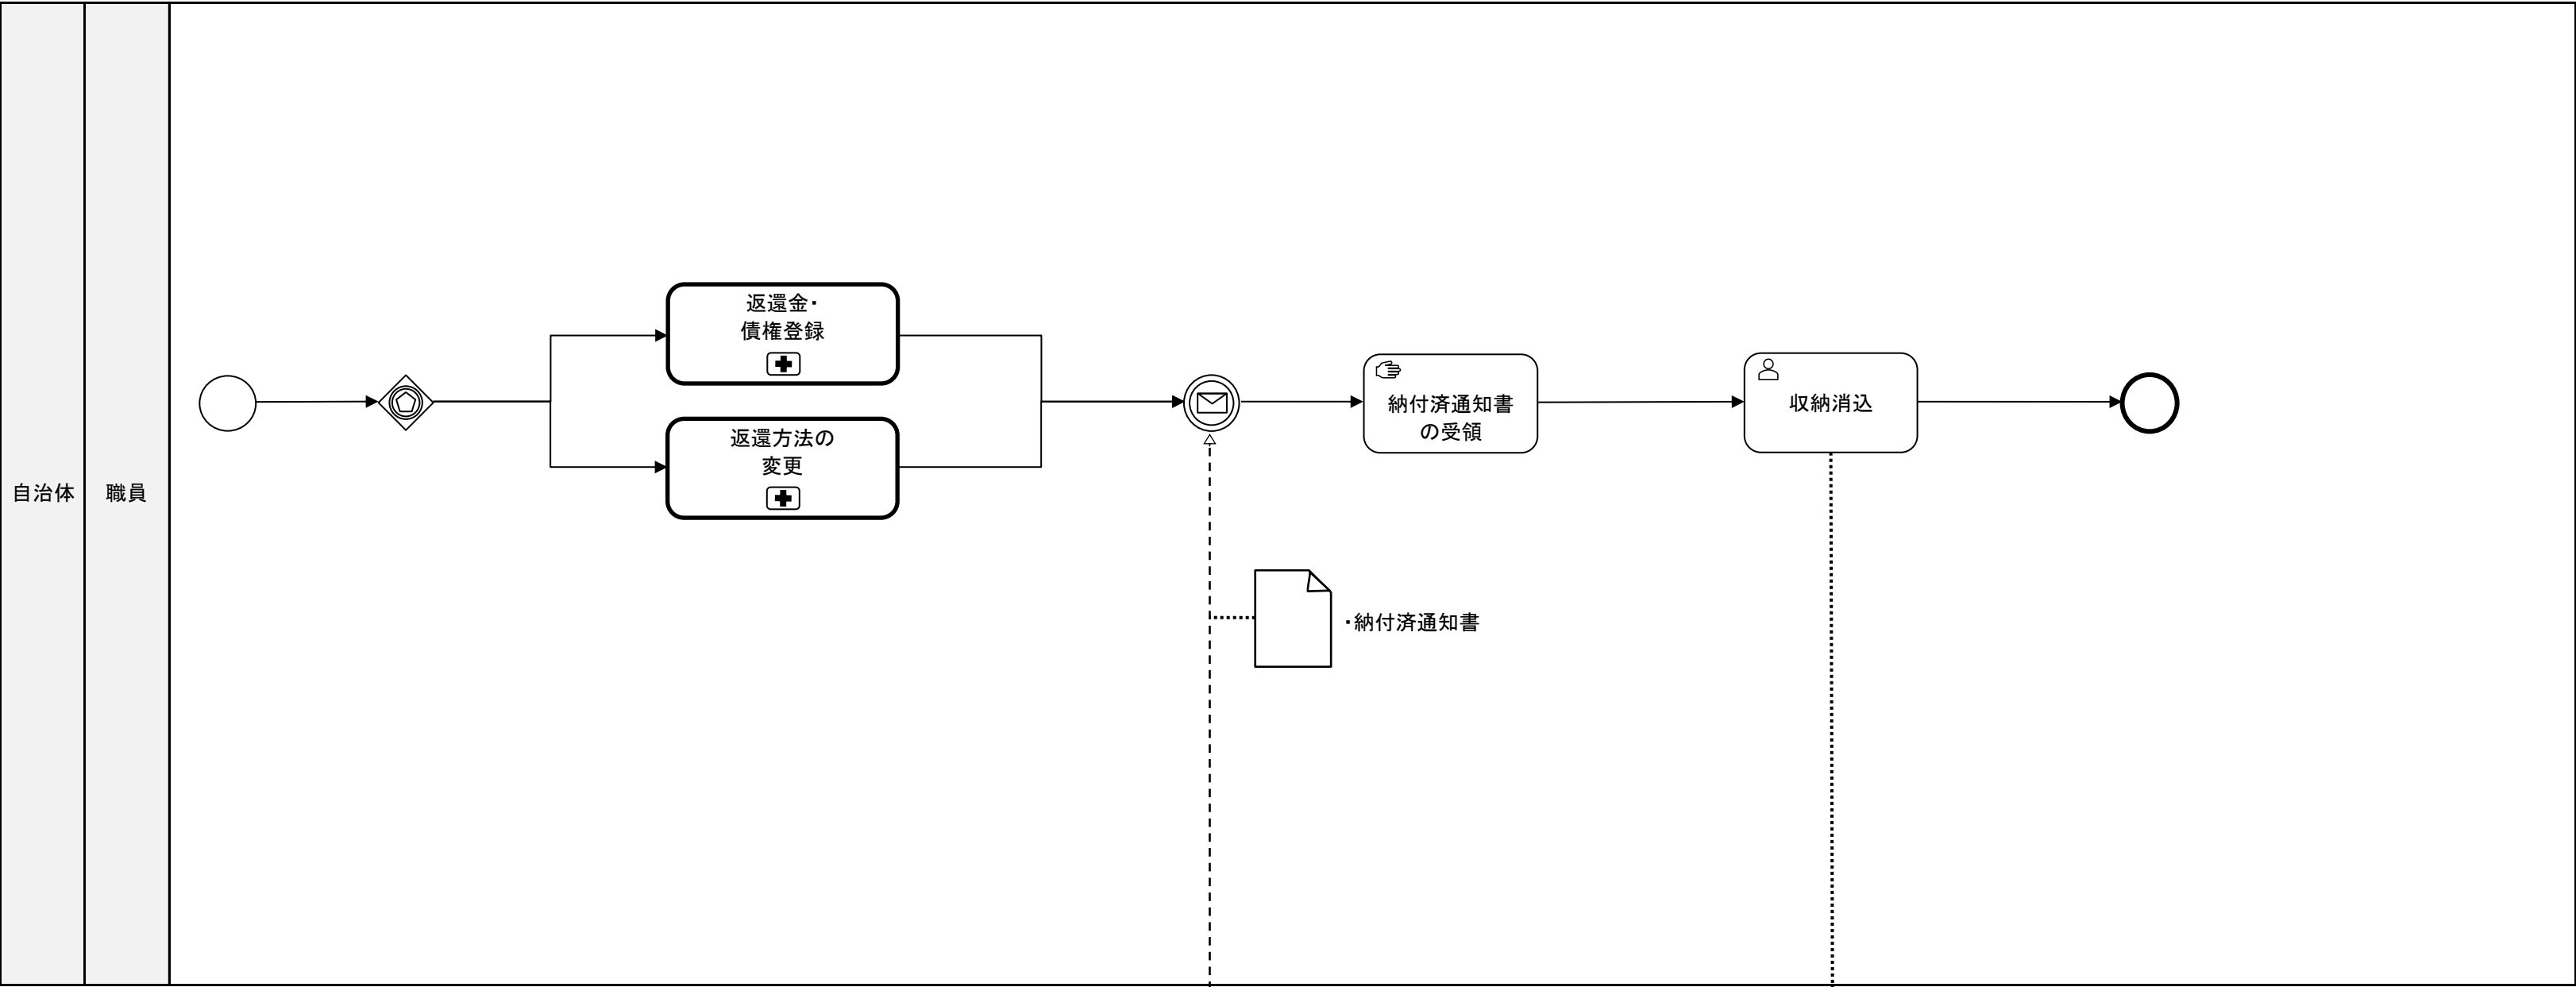 自治体
職員
返還金・
債権登録
返還方法の
変更
納付済通知書
の受領
収納消込
・納付済通知書